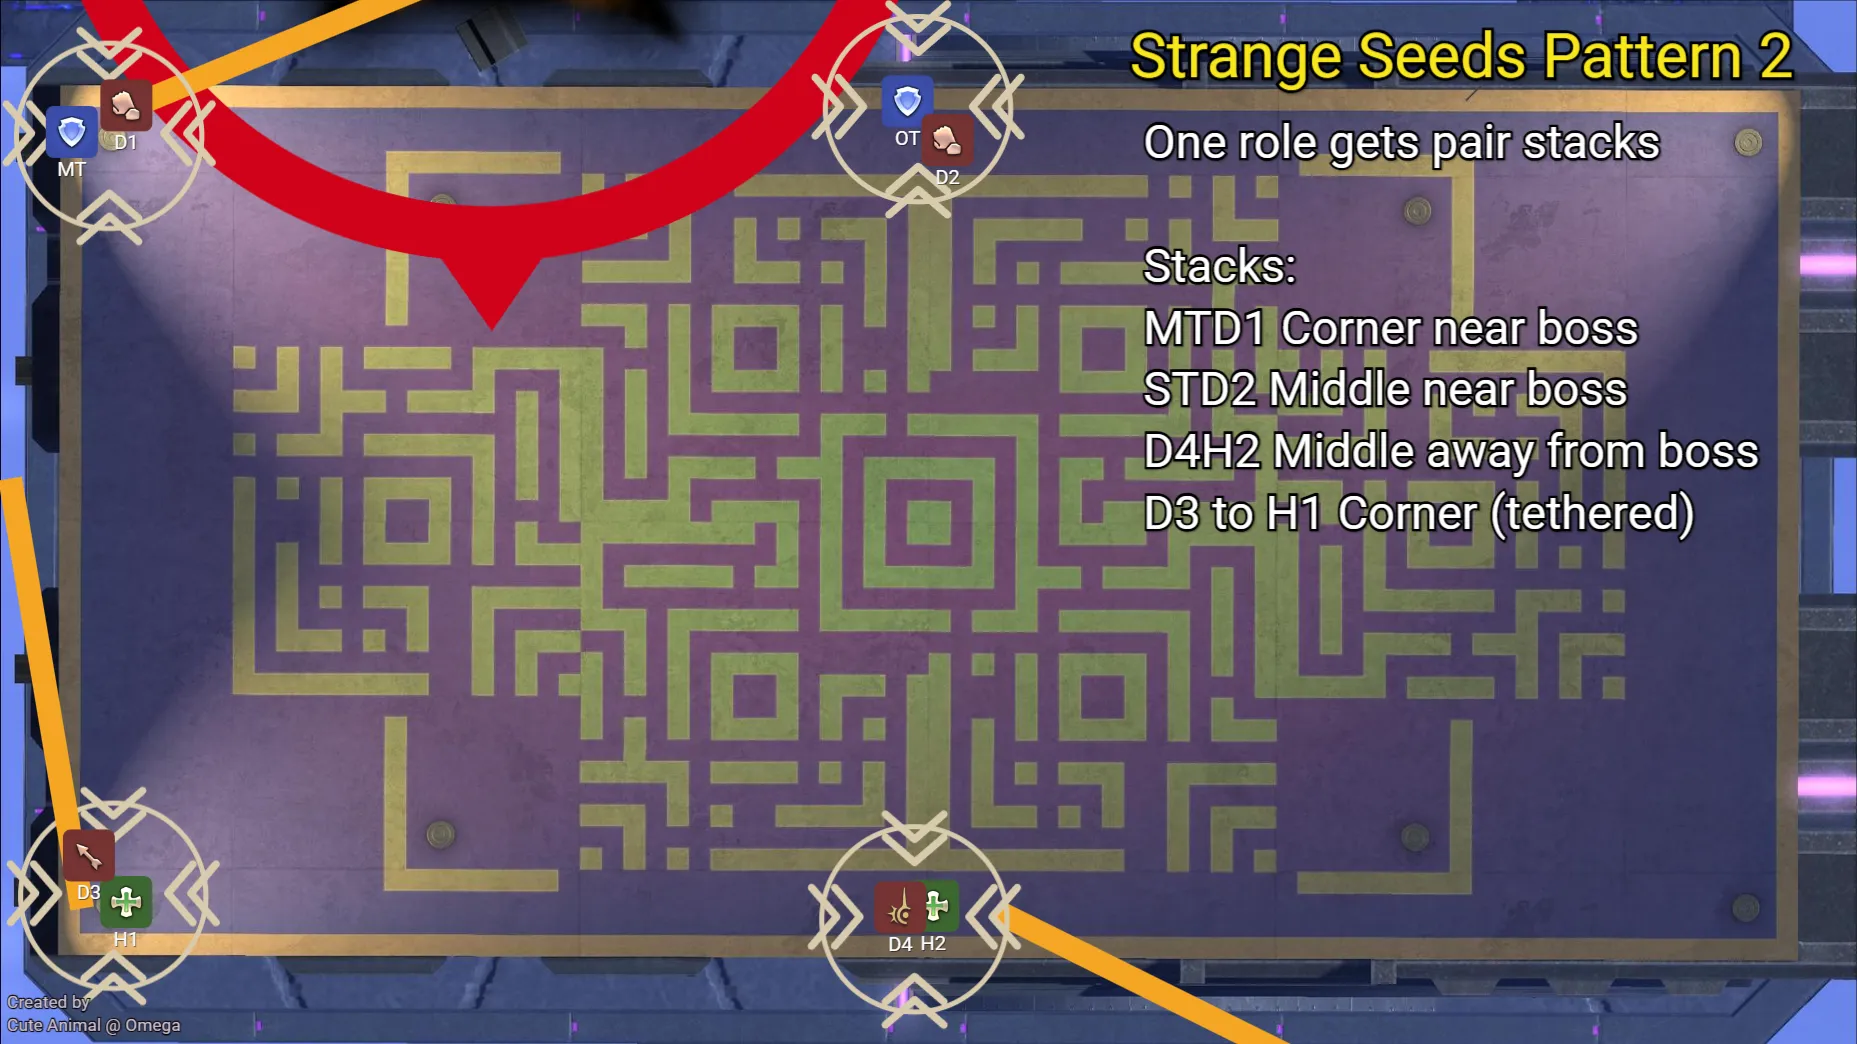 Strange Seeds Pattern 2
One role gets pair stacks
Stacks:
MTD1 Corner near boss
STD2 Middle near boss
D4H2 Middle away from boss
D3 to H1 Corner (tethered)
MT
D1
OT
D2
D3
H1
D4 H2
Created by
Cute Animal @ Omega